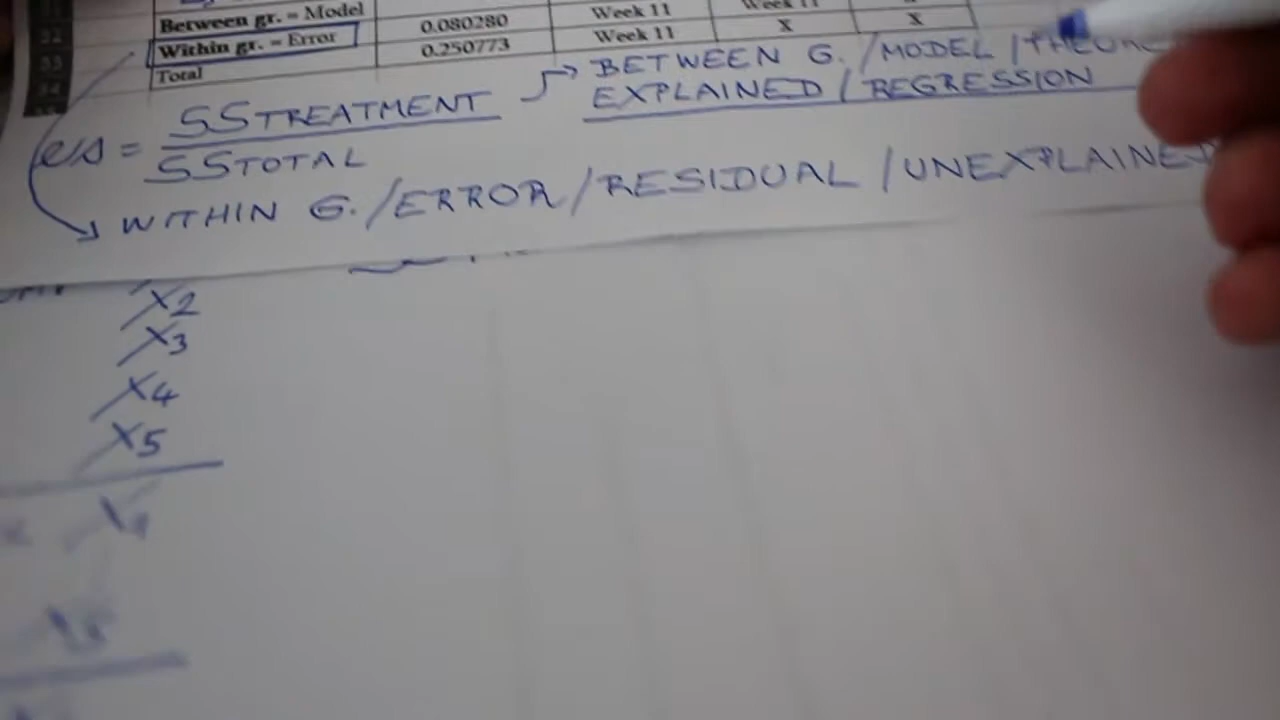 Between gr. = Model Week 11
Within gr. = Error 0.080280 Week 11 X X
Total 0.250773
BETWEEN G. /MODEL /
SSTREATMENT EXPLAINED / REGRESSION
es =
SSTOTAL
WITHIN G. /ERROR /RESIDUAL /UNEXPLAINED
X2
X3
X4
X5